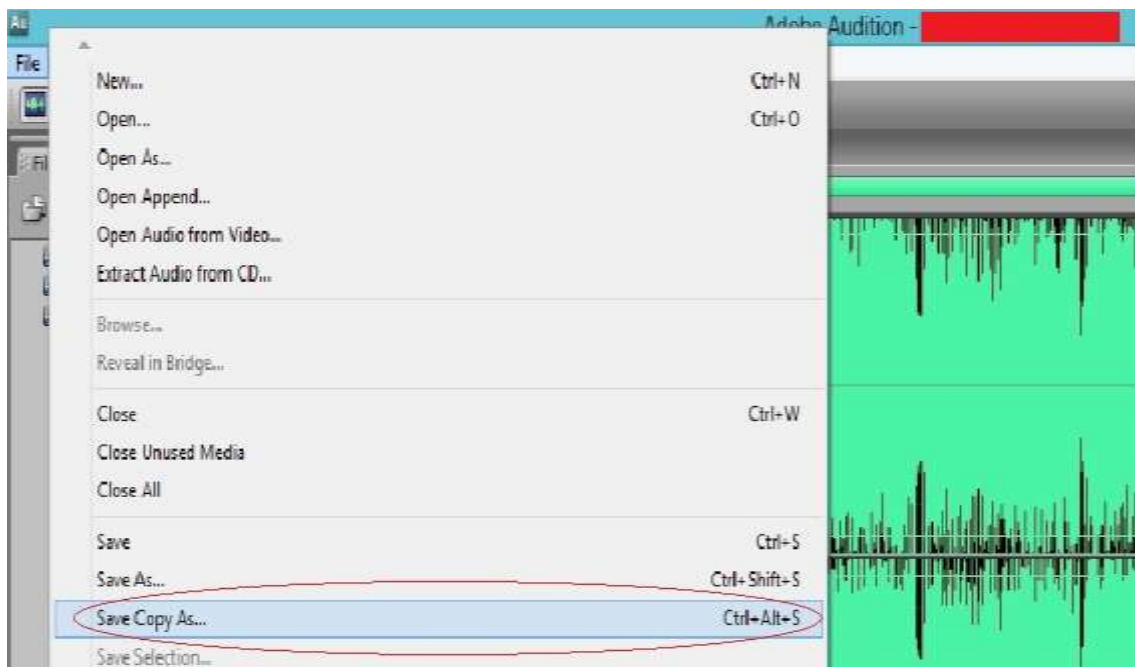 Au
Adobe Audition -
File
New... Ctrl+N
Open... Ctrl+O
Open As...
Fil
Open Append...
Open Audio from Video...
Extract Audio from CD...
Browse...
Reveal in Bridge...
Close Ctrl+W
Close Unused Media
Close All
Save Ctrl+S
Save As... Ctrl+Shift+S
Save Copy As... Ctrl+Alt+S
Save Selection...